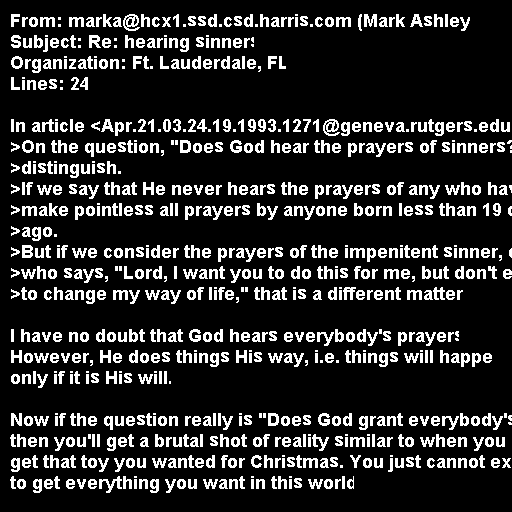 From: marka@hcx1.ssd.csd.harris.com (Mark Ashley
Subject: Re: hearing sinners
Organization: Ft. Lauderdale, FL
Lines: 24

In article <Apr.21.03.24.19.1993.1271@geneva.rutgers.edu
>On the question, "Does God hear the prayers of sinners?
>distinguish.
>If we say that He never hears the prayers of any who hav
>make pointless all prayers by anyone born less than 19
>ago.
>But if we consider the prayers of the impenitent sinner,
>who says, "Lord, I want you to do this for me, but don't e
>to change my way of life," that is a different matter

I have no doubt that God hears everybody's prayers
However, He does things His way, i.e. things will happe
only if it is His will.

Now if the question really is "Does God grant everybody's
then you'll get a brutal shot of reality similar to when you
get that toy you wanted for Christmas. You just cannot ex
to get everything you want in this world